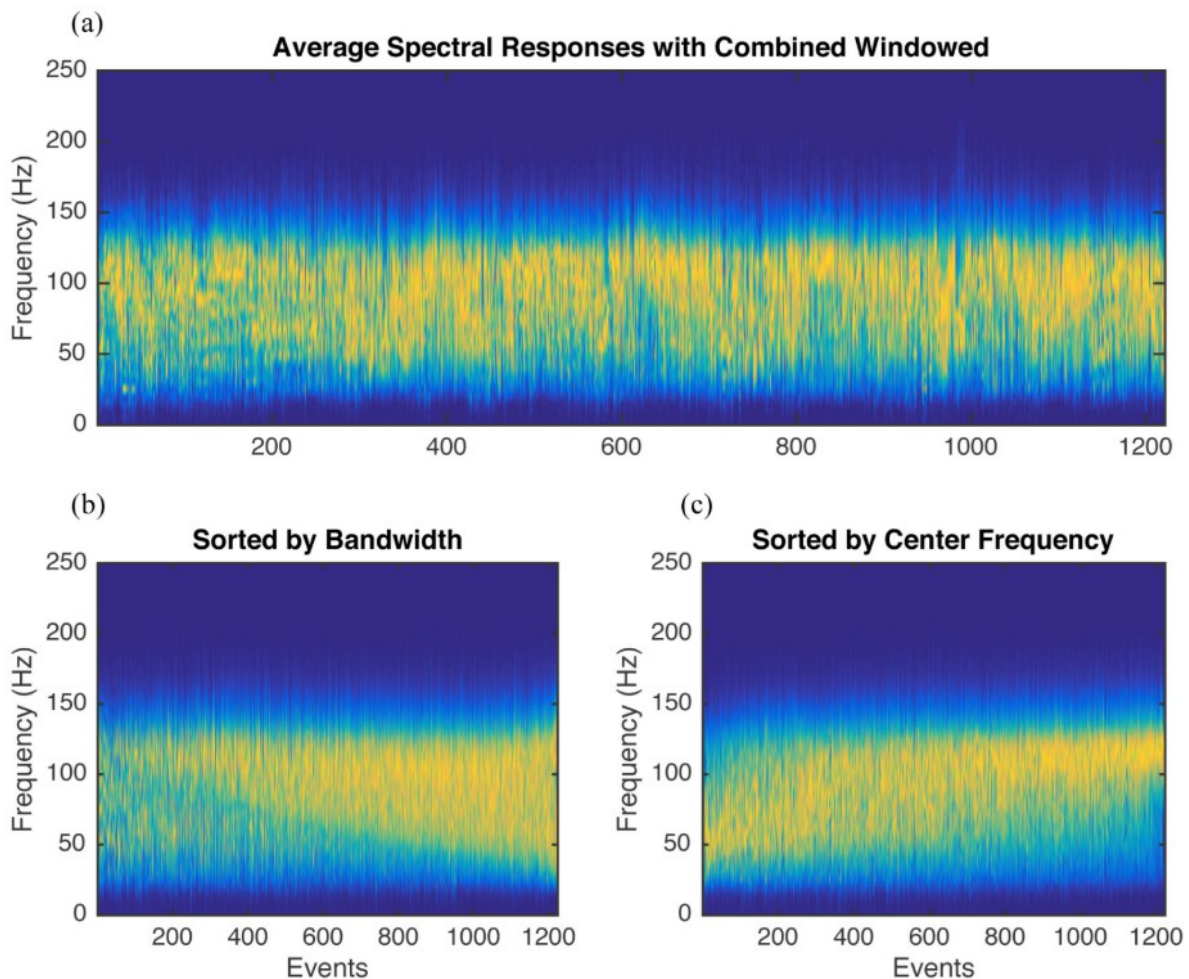 (a)
Average Spectral Responses with Combined Windowed
Frequency (Hz)
250
200
150
100
50
0
200 400 600 800 1000 1200
(b)
Sorted by Bandwidth
Frequency (Hz)
250
200
150
100
50
0
200 400 600 800 1000 1200
Events
(c)
Sorted by Center Frequency
Frequency (Hz)
250
200
150
100
50
0
200 400 600 800 1000 1200
Events